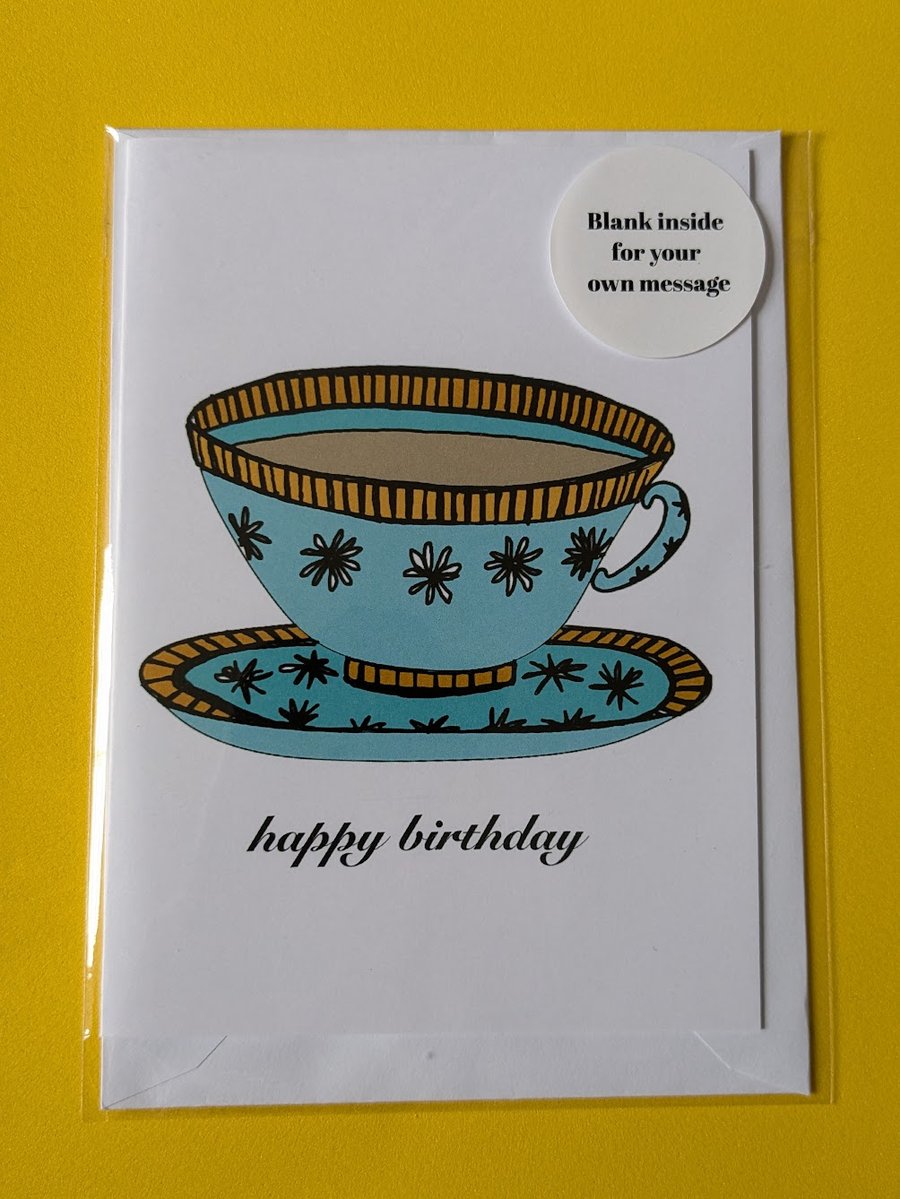 Blank inside
for your
own message
happy birthday